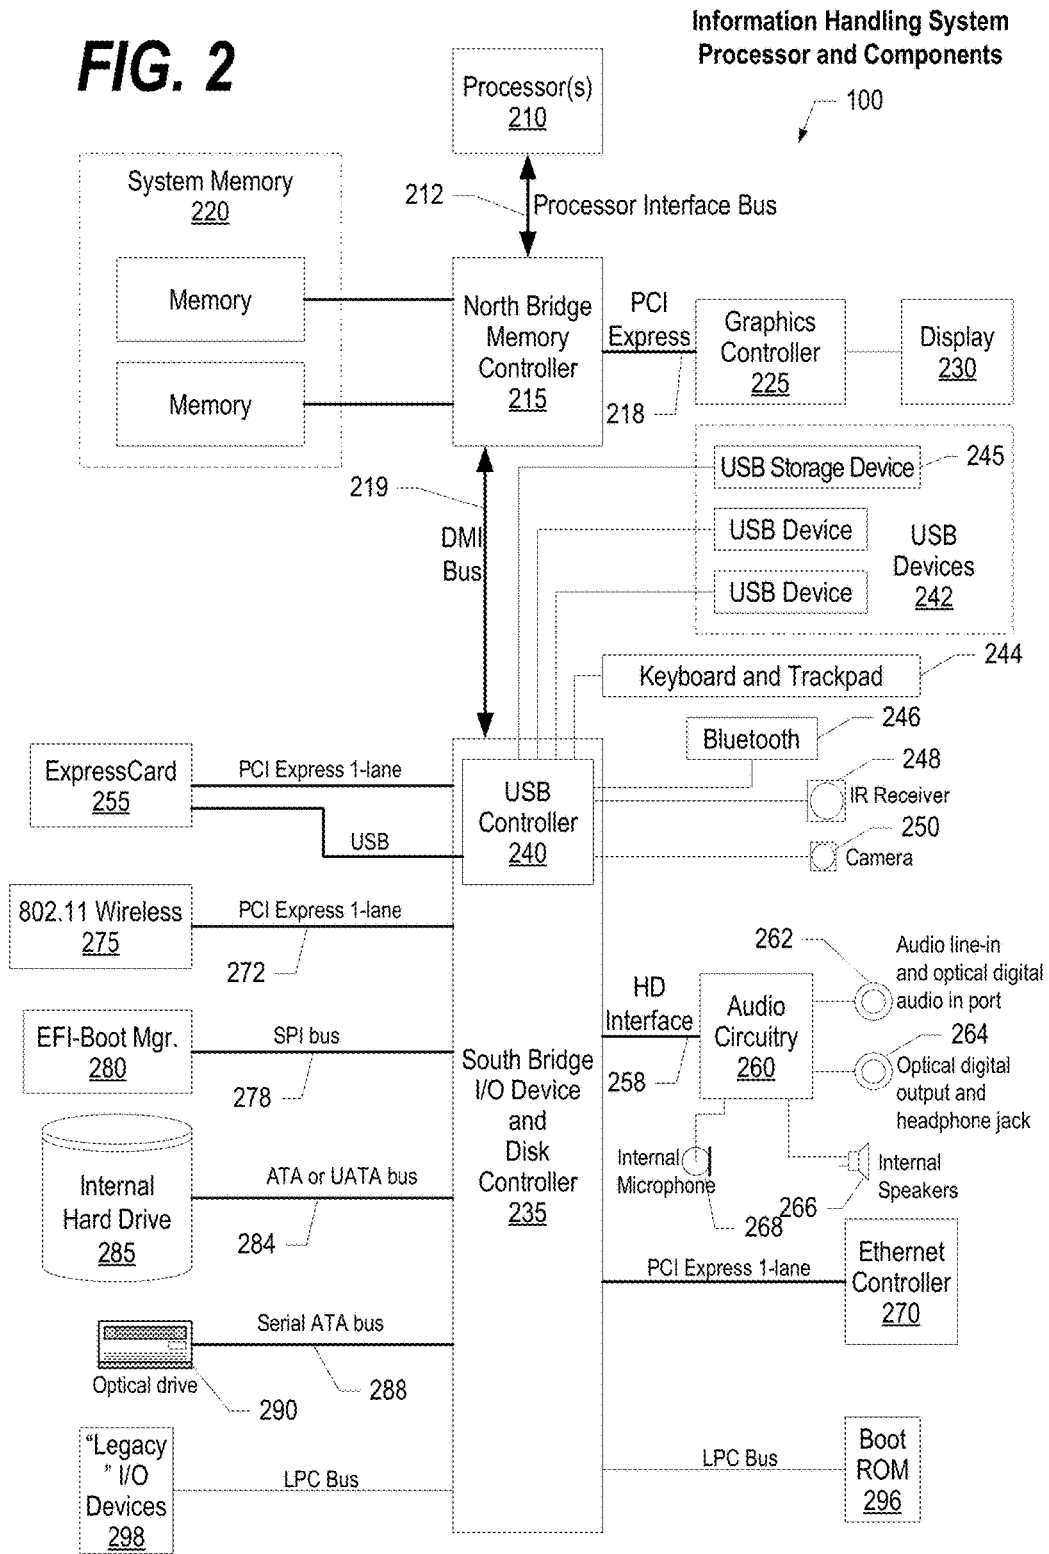 FIG. 2
Information Handling System
Processor and Components
100
Processor(s)
210
212
Processor Interface Bus
System Memory
220
Memory
Memory
North Bridge
Memory
Controller
215
PCI
Express
218
Graphics
Controller
225
Display
230
219
DMI
Bus
USB Storage Device
245
USB Device
USB Device
USB
Devices
242
244
Keyboard and Trackpad
246
Bluetooth
248
IR Receiver
250
Camera
USB
Controller
240
ExpressCard
255
PCI Express 1-lane
USB
802.11 Wireless
275
PCI Express 1-lane
272
EFI-Boot Mgr.
280
SPI bus
278
Internal
Hard Drive
285
ATA or UATA bus
284
Serial ATA bus
288
Optical drive
290
"Legacy
" I/O
Devices
298
LPC Bus
South Bridge
I/O Device
and
Disk
Controller
235
HD
Interface
258
Audio
Circuitry
260
262
Audio line-in
and optical digital
audio in port
264
Optical digital
output and
headphone jack
Internal
Microphone
268
266
Internal
Speakers
PCI Express 1-lane
Ethernet
Controller
270
LPC Bus
Boot
ROM
296